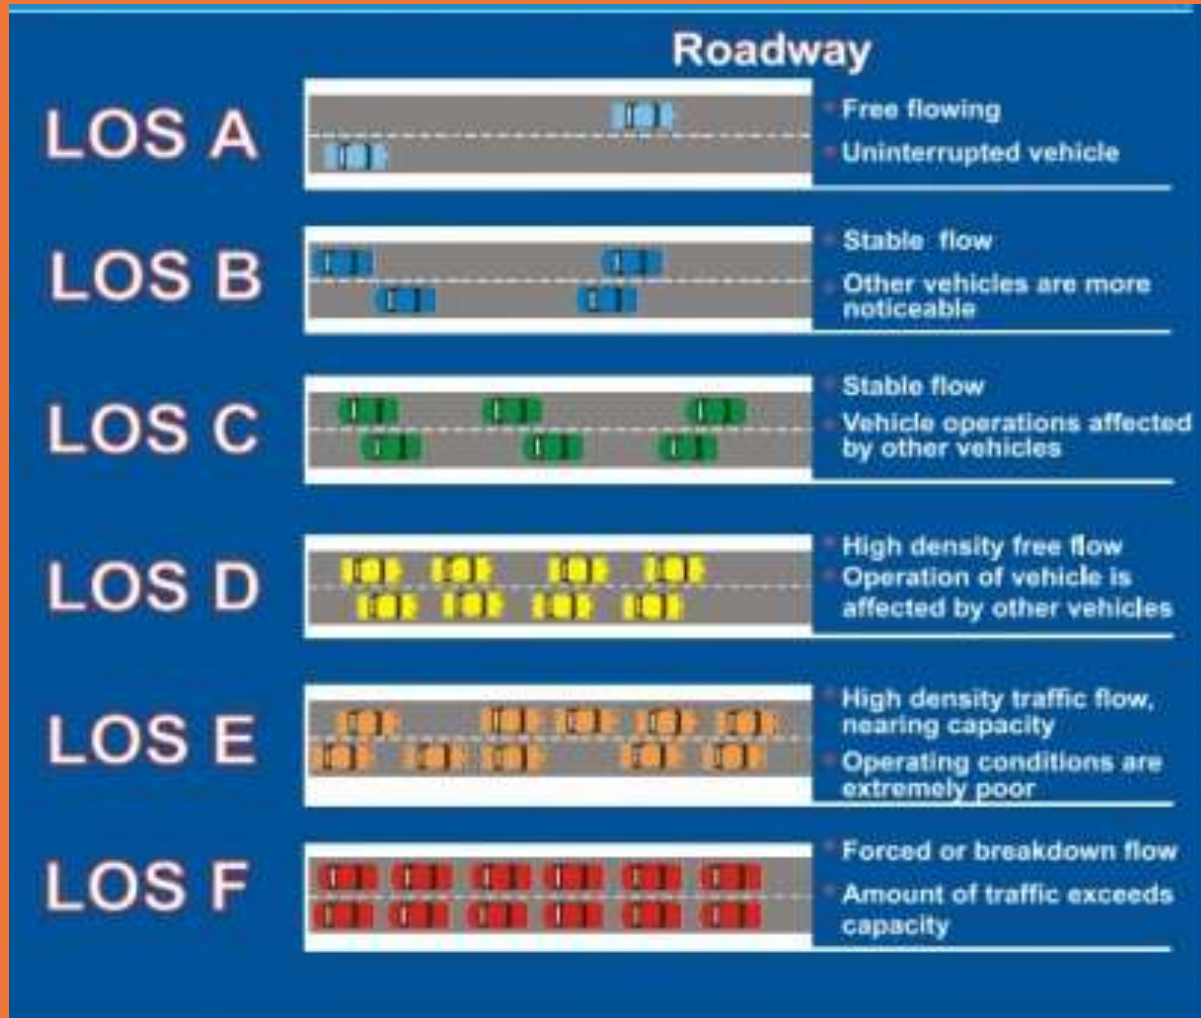 Roadway
LOS A
Free flowing
Uninterrupted vehicle
LOS B
Stable flow
Other vehicles are more
noticeable
LOS C
Stable flow
Vehicle operations affected
by other vehicles
LOS D
High density free flow
Operation of vehicle is
affected by other vehicles
LOS E
High density traffic flow,
nearing capacity
Operating conditions are
extremely poor
LOS F
Forced or breakdown flow
Amount of traffic exceeds
capacity